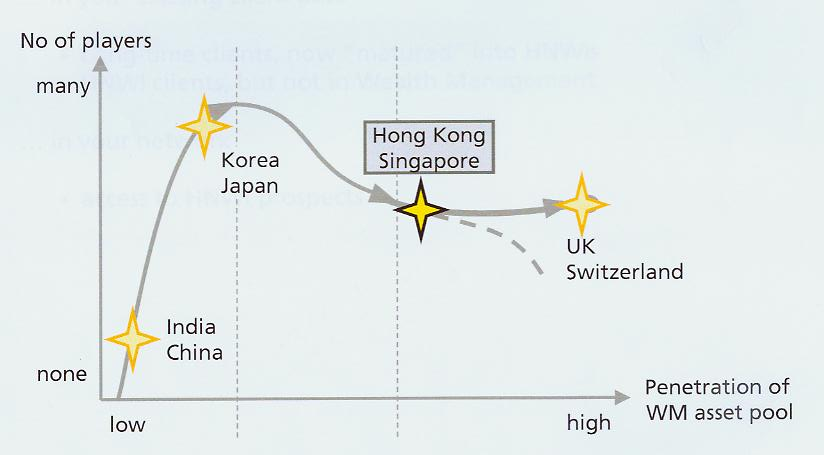 No of players
many
Hong Kong
Singapore
Korea
Japan
UK
Switzerland
India
China
none
Penetration of
WM asset pool
low
high